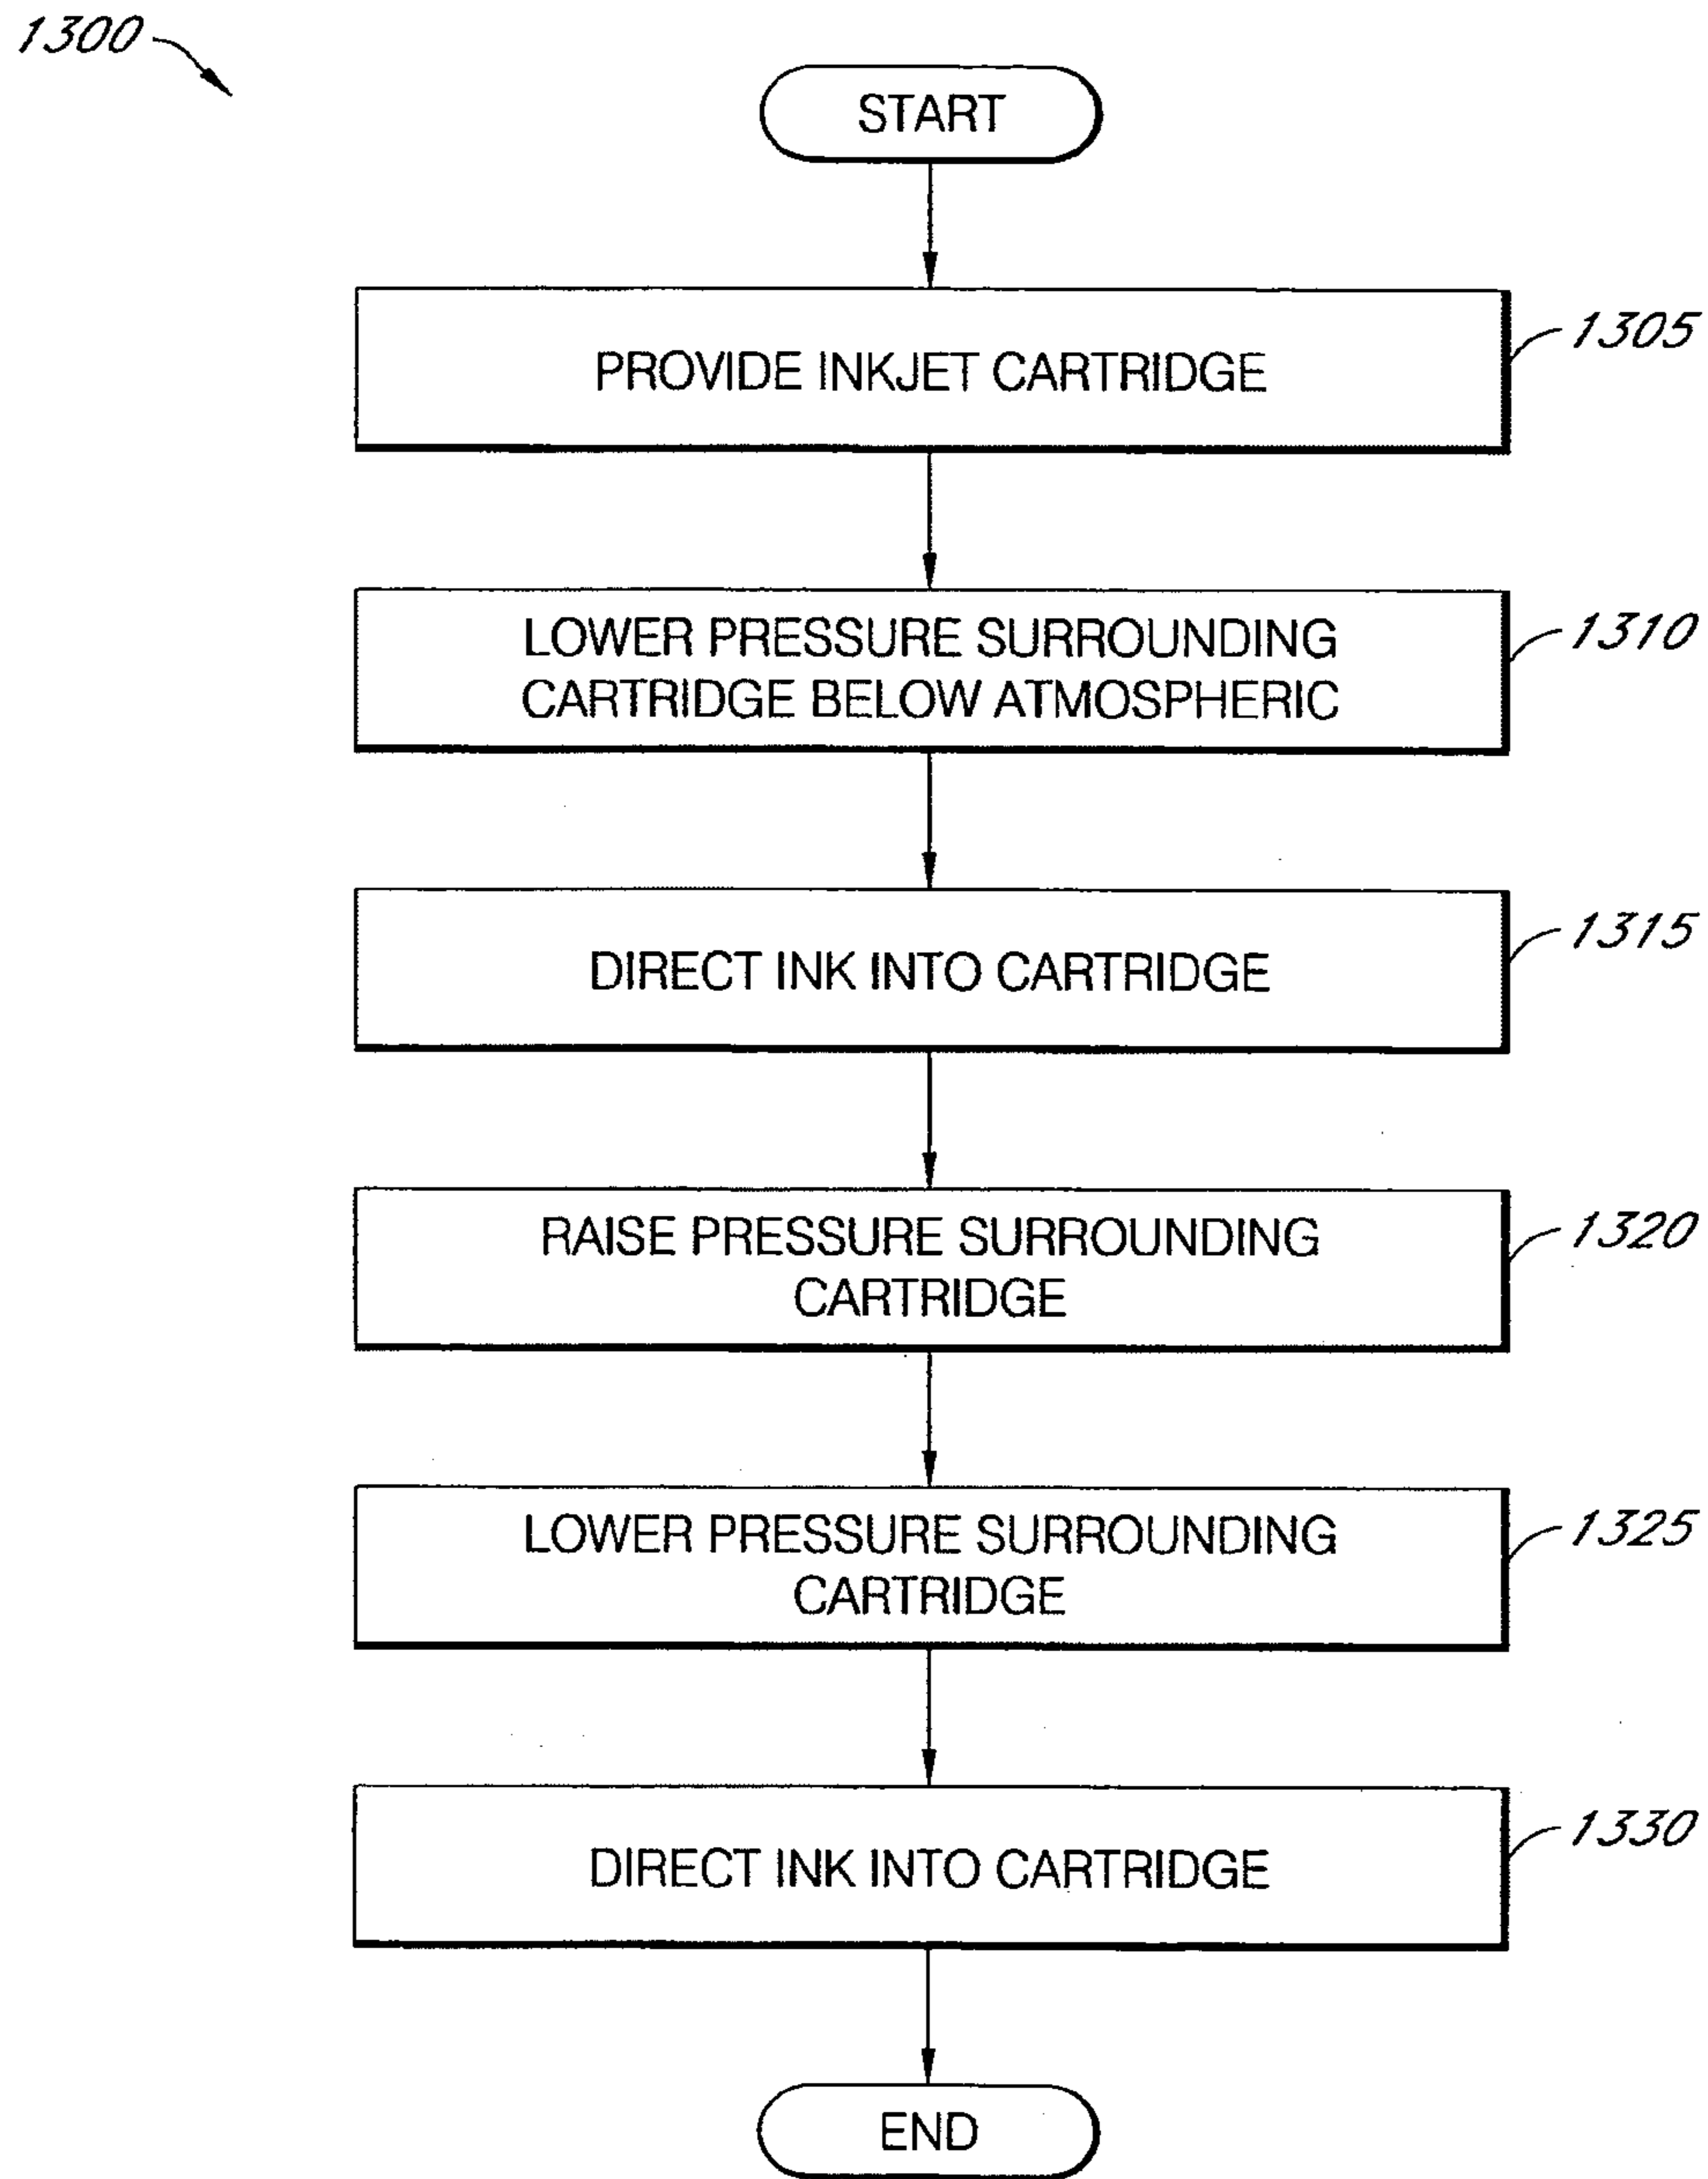 1300
START
PROVIDE INKJET CARTRIDGE
1305
LOWER PRESSURE SURROUNDING
CARTRIDGE BELOW ATMOSPHERIC
1310
DIRECT INK INTO CARTRIDGE
1315
RAISE PRESSURE SURROUNDING
CARTRIDGE
1320
LOWER PRESSURE SURROUNDING
CARTRIDGE
1325
DIRECT INK INTO CARTRIDGE
1330
END